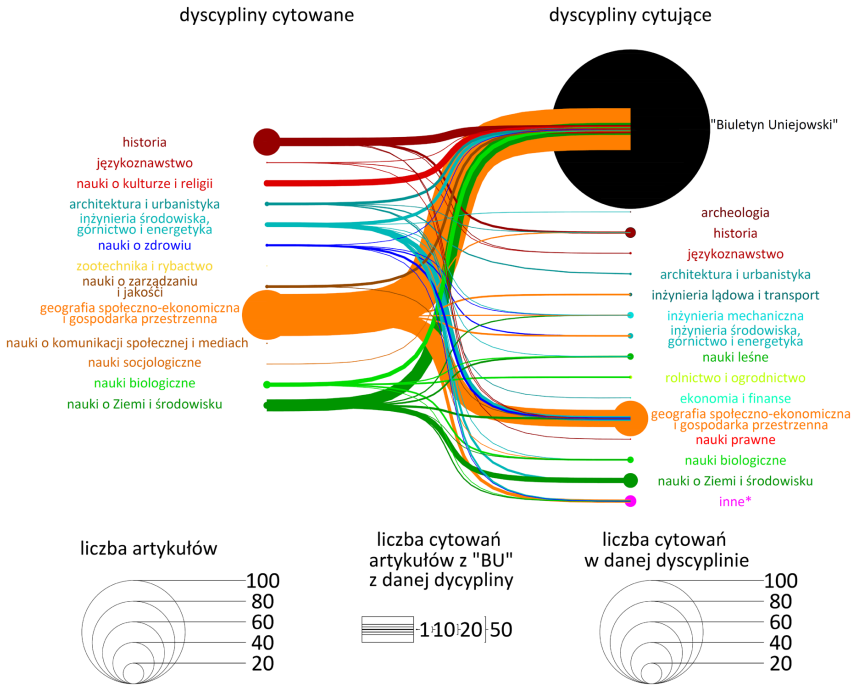 dyscypliny cytowane
dyscypliny cytujące
historia
językoznawstwo
nauki o kulturze i religii
architektura i urbanistyka
inżynieria środowiska,
górnictwo i energetyka
nauki o zdrowiu
zootechnika i rybactwo
nauki o zarządzaniu
i jakości
geografia społeczno-ekonomiczna
i gospodarka przestrzenna
nauki o komunikacji społecznej i mediach
nauki socjologiczne
nauki biologiczne
nauki o Ziemi i środowisku
"Biuletyn Uniejowski"
archeologia
historia
językoznawstwo
architektura i urbanistyka
inżynieria lądowa i transport
inżynieria mechaniczna
inżynieria środowiska,
górnictwo i energetyka
nauki leśne
rolnictwo i ogrodnictwo
ekonomia i finanse
geografia społeczno-ekonomiczna
i gospodarka przestrzenna
nauki prawne
nauki biologiczne
nauki o Ziemi i środowisku
inne*
liczba artykułów
100
80
60
40
20
liczba cytowań
artykułów z "BU"
z danej dycypliny
1 10 20 50
liczba cytowań
w danej dyscyplinie
100
80
60
40
20